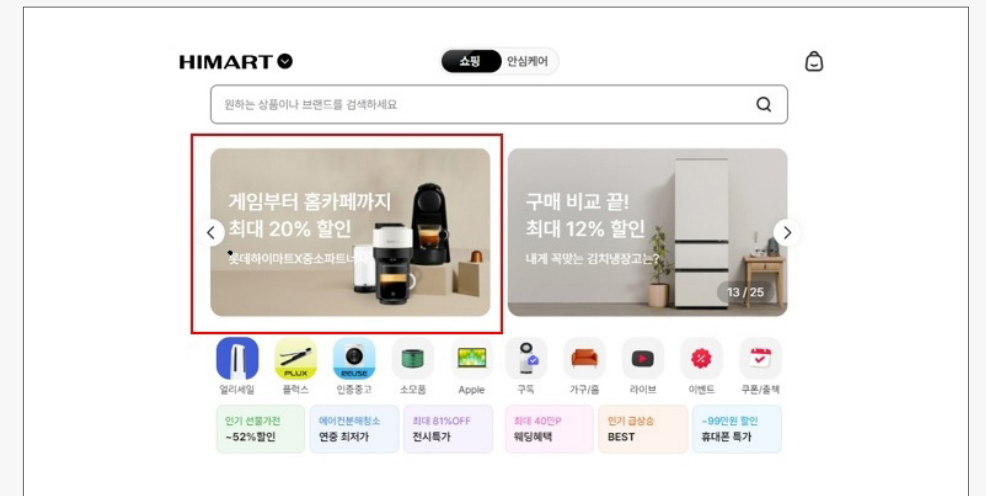 HIMART
쇼핑
안심케어
원하는 상품이나 브랜드를 검색하세요
게임부터 홈카페까지
최대 20% 할인
롯데하이마트X중소파트너사
구매 비교 끝!
최대 12% 할인
내게 꼭맞는 김치냉장고는?
13 / 25
PLUX
REUSE
얼리세일
플럭스
인증중고
소모품
Apple
구독
가구/홈
라이브
이벤트
쿠폰/출첵
인기 선물가전
~52%할인
에어컨분해청소
연중 최저가
최대 81%OFF
전시특가
최대 40만P
웨딩혜택
인기 급상승
BEST
~99만원 할인
휴대폰 특가